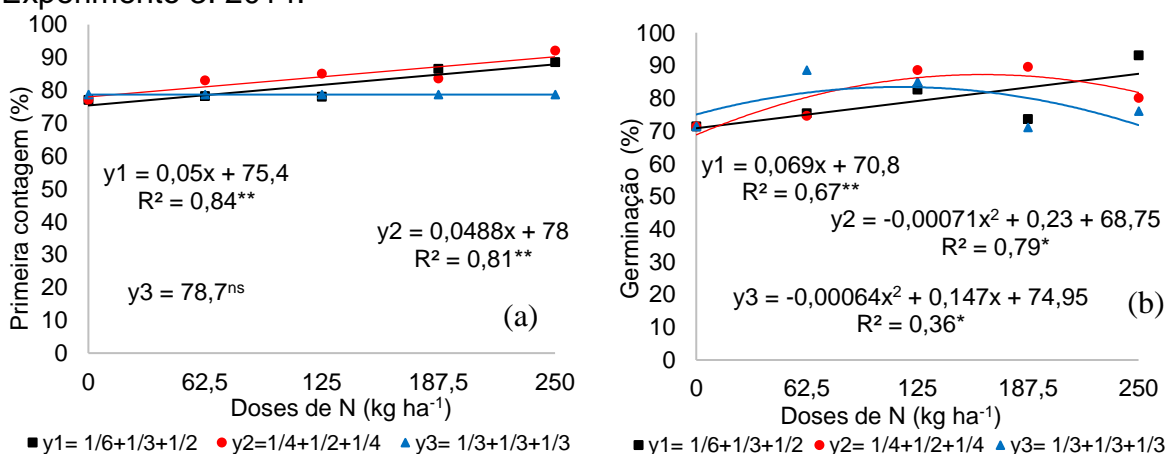 Experimento 3. 2014.
100
90
80
70
60
50
40
30
20
10
0
Primeira contagem (%)
y1 = 0,05x + 75,4
R² = 0,84**
y2 = 0,0488x + 78
R² = 0,81**
y3 = 78,7ⁿˢ
(a)
0 62,5 125 187,5 250
Doses de N (kg ha⁻¹)
y1= 1/6+1/3+1/2 y2=1/4+1/2+1/4 y3= 1/3+1/3+1/3
100
90
80
70
60
50
40
30
20
10
0
Germinação (%)
y1 = 0,069x + 70,8
R² = 0,67**
y2 = -0,00071x² + 0,23 + 68,75
R² = 0,79*
y3 = -0,00064x² + 0,147x + 74,95
R² = 0,36*
(b)
0 62,5 125 187,5 250
Doses de N (kg ha⁻¹)
y1= 1/6+1/3+1/2 y2= 1/4+1/2+1/4 y3= 1/3+1/3+1/3